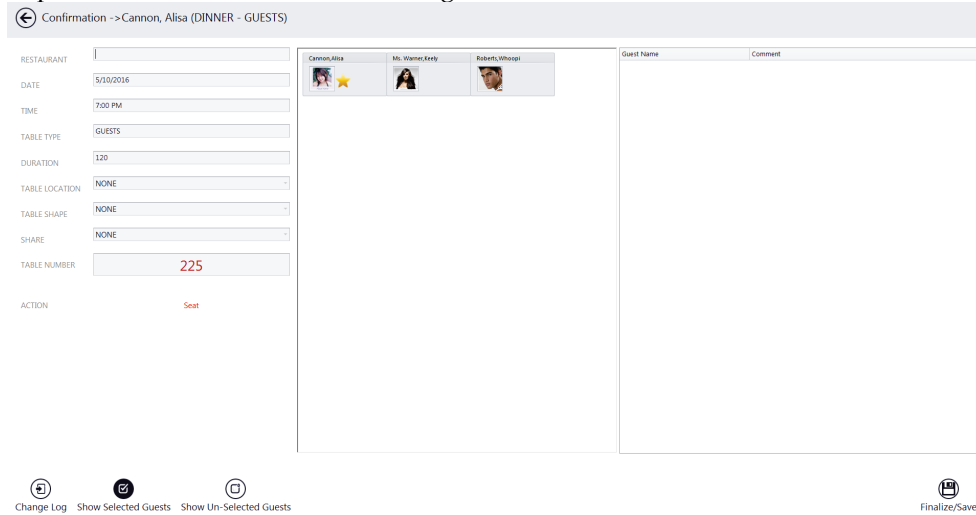 Confirmation ->Cannon, Alisa (DINNER - GUESTS)
RESTAURANT
DATE 5/10/2016
TIME 7:00 PM
TABLE TYPE GUESTS
DURATION 120
TABLE LOCATION NONE
TABLE SHAPE NONE
SHARE NONE
TABLE NUMBER 225
ACTION Seat
Cannon,Alisa Ms. Warner,Keely Roberts,Whoopi
Guest Name Comment
Change Log Show Selected Guests Show Un-Selected Guests Finalize/Save